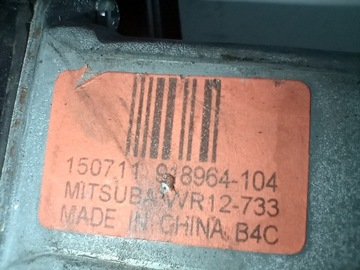 150711 918964-104
MITSUBA WR12-733
MADE IN CHINA B4C